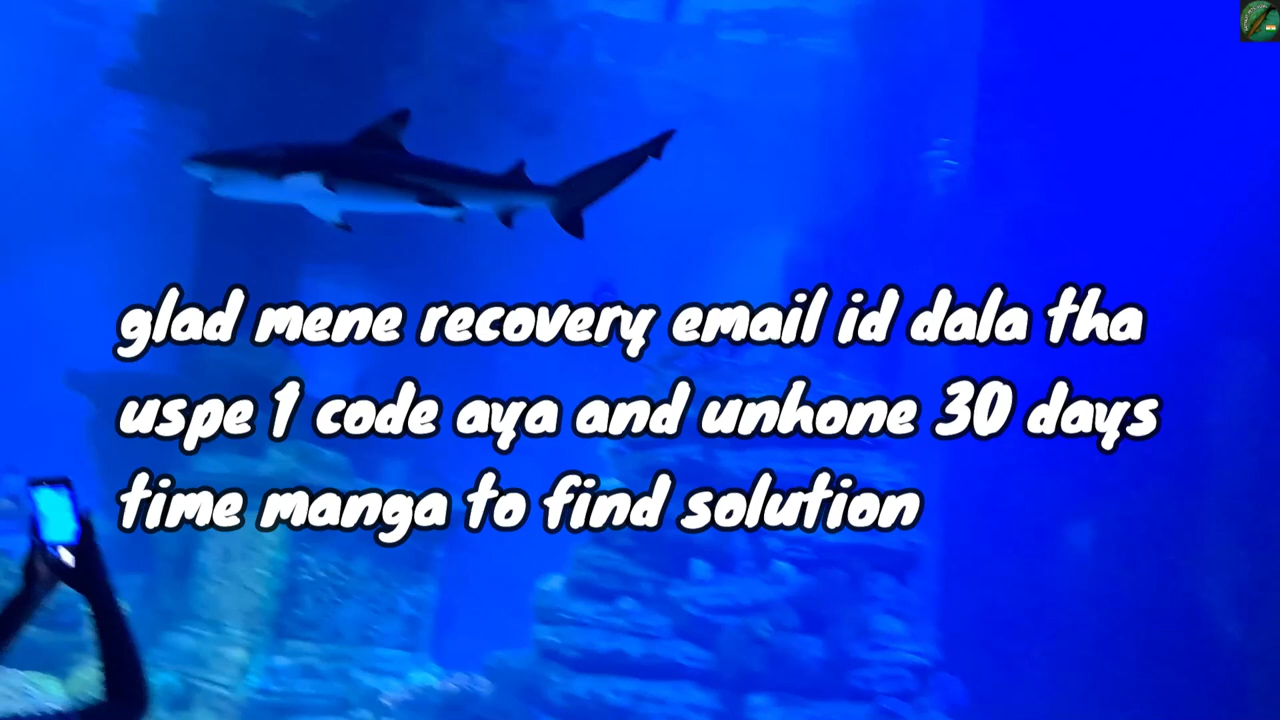 glad mene recovery email id dala tha
uspe 1 code aya and unhone 30 days
time manga to find solution